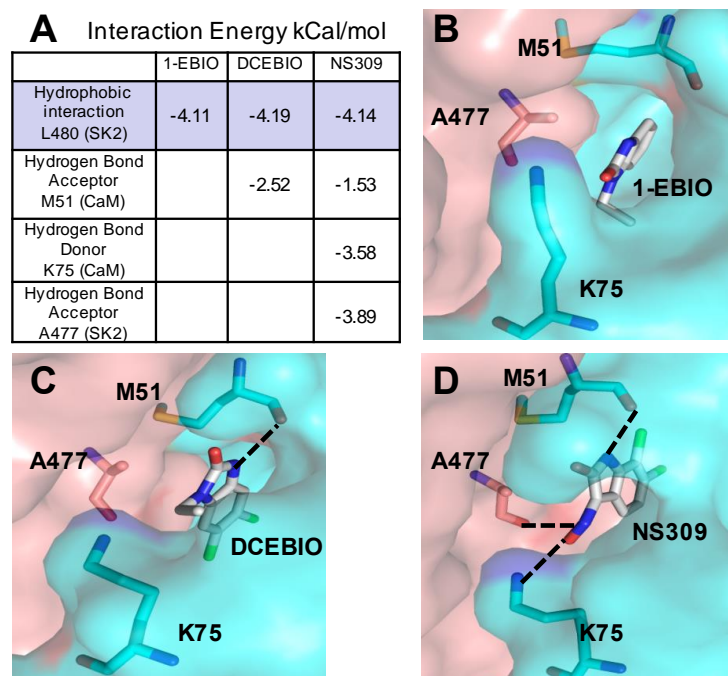 A Interaction Energy kCal/mol
1-EBIO DCEBIO NS309
Hydrophobic
interaction
L480 (SK2)
-4.11 -4.19 -4.14
Hydrogen Bond
Acceptor
M51 (CaM)
-2.52 -1.53
Hydrogen Bond
Donor
K75 (CaM)
-3.58
Hydrogen Bond
Acceptor
A477 (SK2)
-3.89
B
M51
A477
1-EBIO
K75
C
M51
A477
DCEBIO
K75
D
M51
A477
NS309
K75